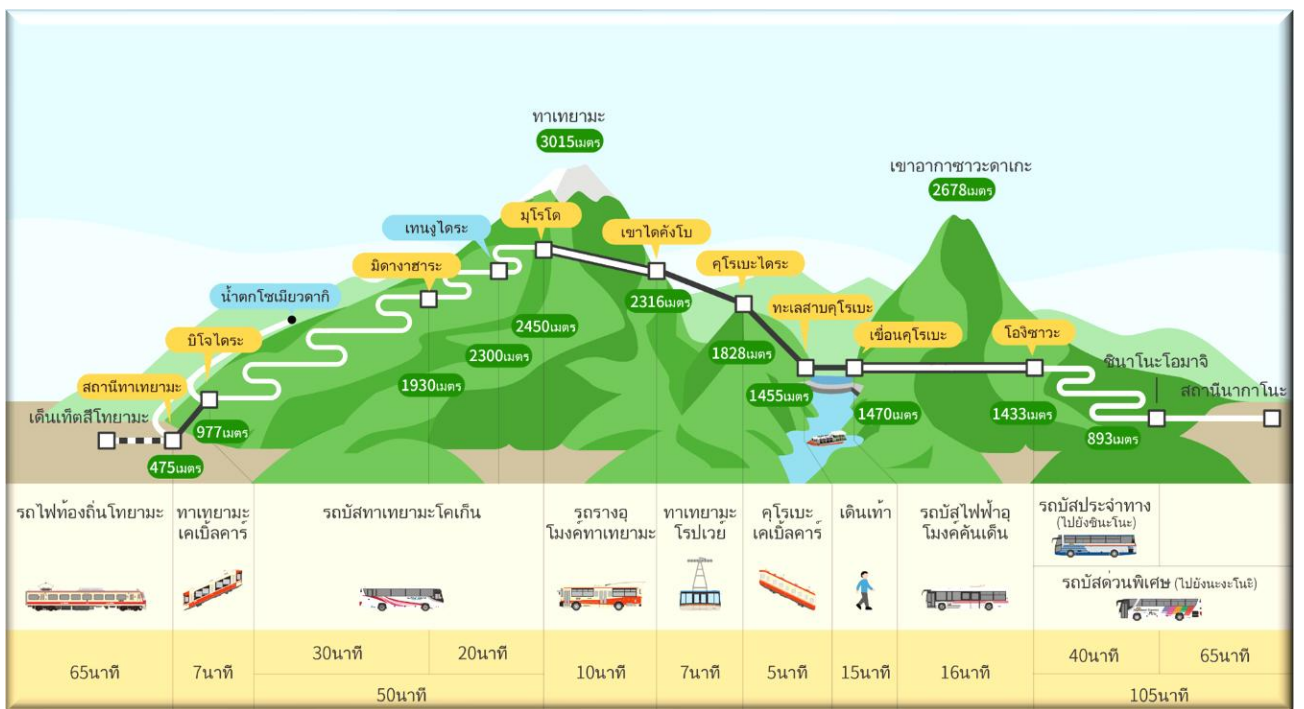 ทาเทยามะ
3015เมตร
เขาอากาซาวะดาเกะ
2678เมตร
มุโรโด
เทนงูไดระ
เขาไดคังโบ
มิดางาฮาระ
คุโรเบะไดระ
น้ำตกโชเมียวดากิ
ทะเลสาบคุโรเบะ
บิโจไดระ
เขื่อนคุโรเบะ
โองิซาวะ
2316เมตร
2450เมตร
2300เมตร
1828เมตร
ชินาโนะโอมาจิ
สถานีทาเทยามะ
1930เมตร
1455เมตร
สถานีนากาโนะ
เด็นเท็ตสึโทยามะ
977เมตร
1470เมตร
1433เมตร
893เมตร
475เมตร
รถไฟท้องถิ่นโทยามะ
ทาเทยามะ
เคเบิ้ลคาร์
รถบัสทาเทยามะโคเก็น
รถรางอุ
โมงค์ทาเทยามะ
ทาเทยามะ
โรปเวย์
คุโรเบะ
เคเบิ้ลคาร์
เดินเท้า
รถบัสไฟฟ้าอุ
โมงค์คันเด็น
รถบัสประจำทาง
(ไปยังชินะโนะ)
รถบัสด่วนพิเศษ (ไปยังนะงะโนะ)
65นาที
7นาที
30นาที
20นาที
50นาที
10นาที
7นาที
5นาที
15นาที
16นาที
40นาที
65นาที
105นาที